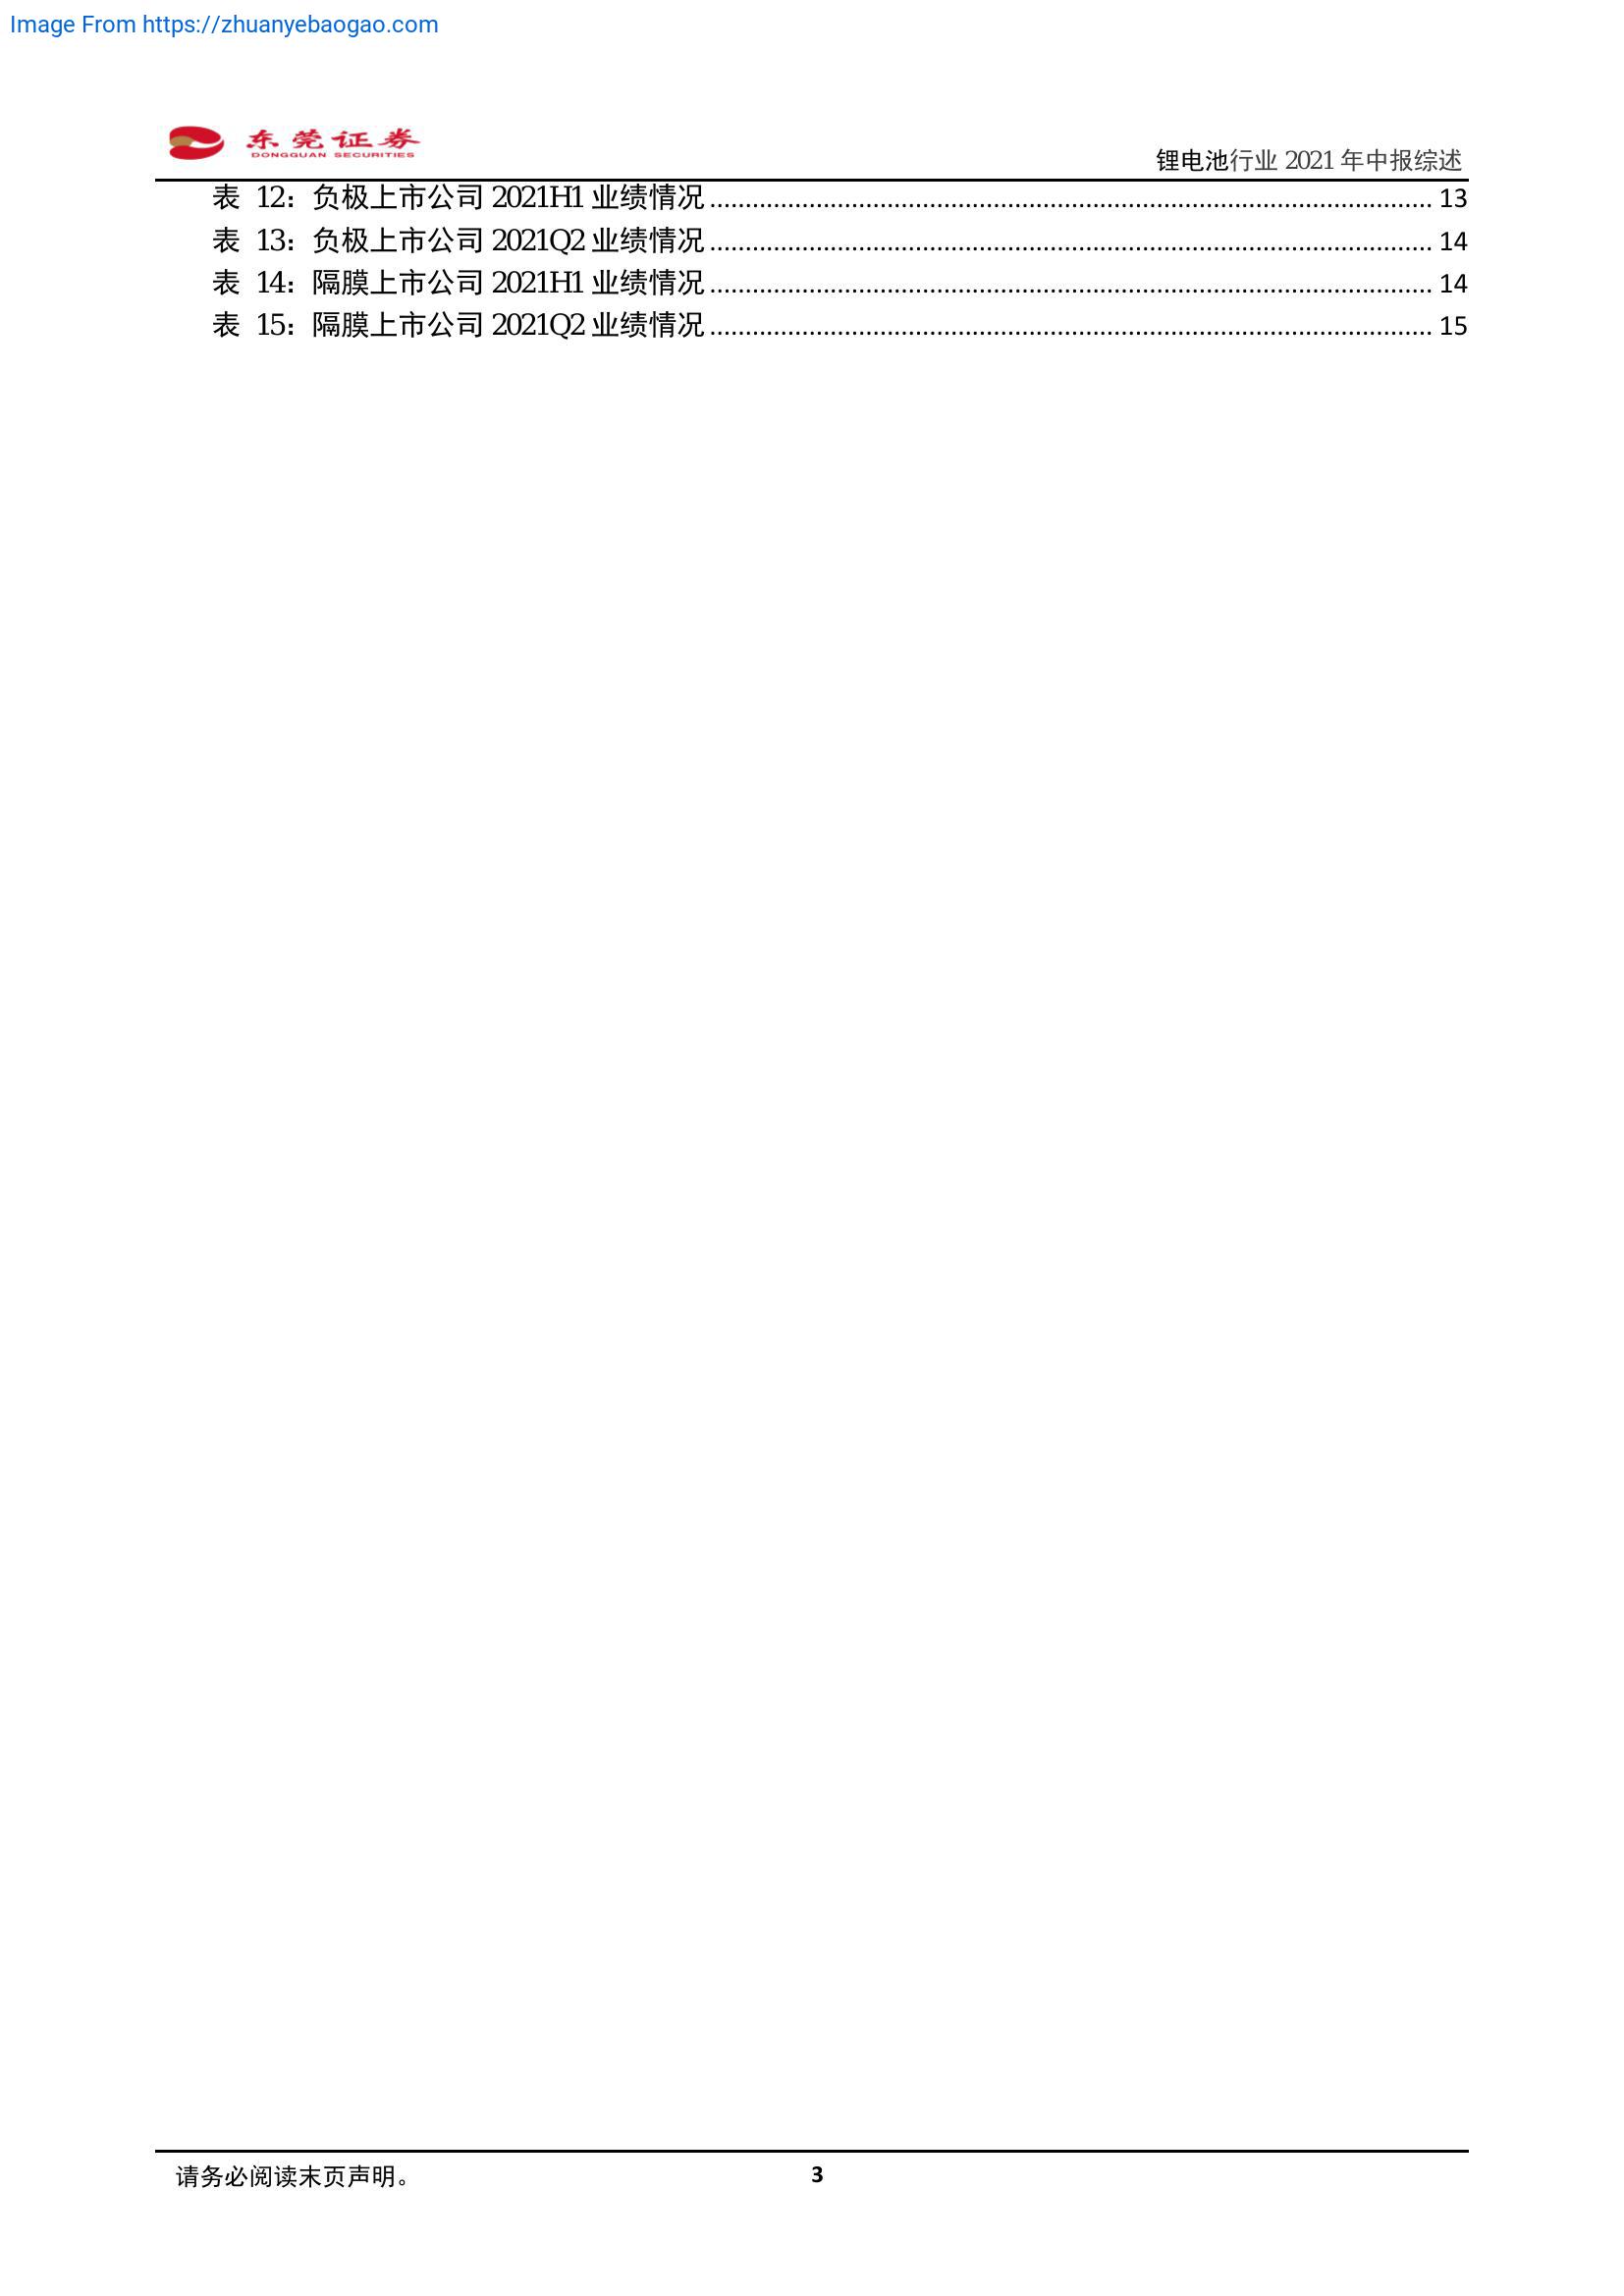 Image From https://zhuanyebaogao.com
东莞证券
DONGGUAN SECURITIES
锂电池行业 2021 年中报综述
表 12：负极上市公司 2021H1 业绩情况 ........................................ 13
表 13：负极上市公司 2021Q2 业绩情况 ........................................ 14
表 14：隔膜上市公司 2021H1 业绩情况 ........................................ 14
表 15：隔膜上市公司 2021Q2 业绩情况 ........................................ 15
请务必阅读末页声明。 3